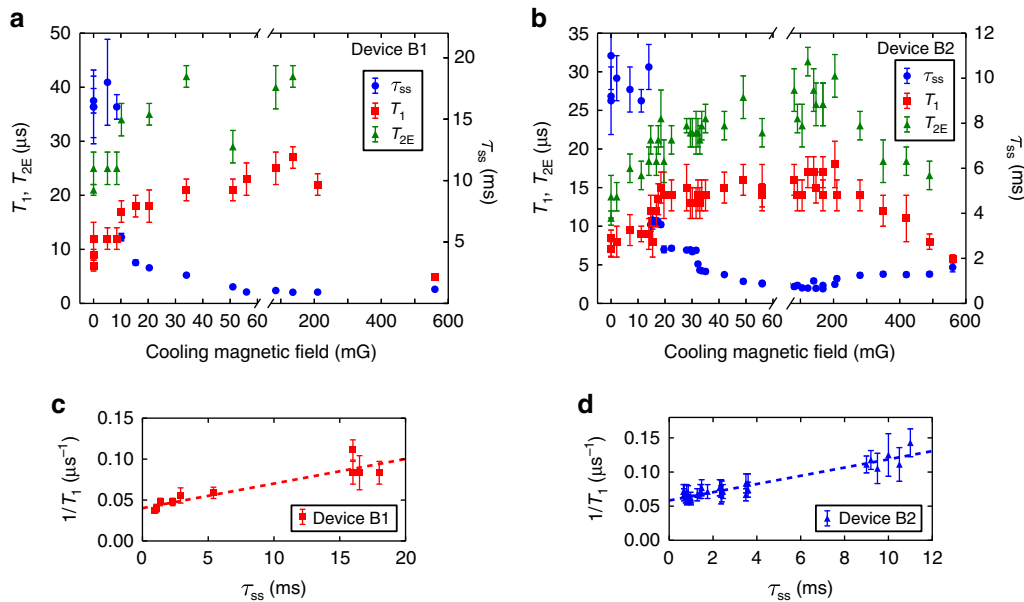 a
Device B1
τss
T1
T2E
T1, T2E (μs)
τss (ms)
50
40
30
20
10
0
20
15
10
5
0 10 20 30 40 50 60 200 400 600
Cooling magnetic field (mG)
b
Device B2
τss
T1
T2E
T1, T2E (μs)
τss (ms)
35
30
25
20
15
10
5
0
12
10
8
6
4
2
0
0 10 20 30 40 50 60 200 400 600
Cooling magnetic field (mG)
c
1/T1 (μs−1)
0.15
0.10
0.05
0.00
Device B1
0 5 10 15 20
τss (ms)
d
1/T1 (μs−1)
0.15
0.10
0.05
0.00
Device B2
0 2 4 6 8 10 12
τss (ms)